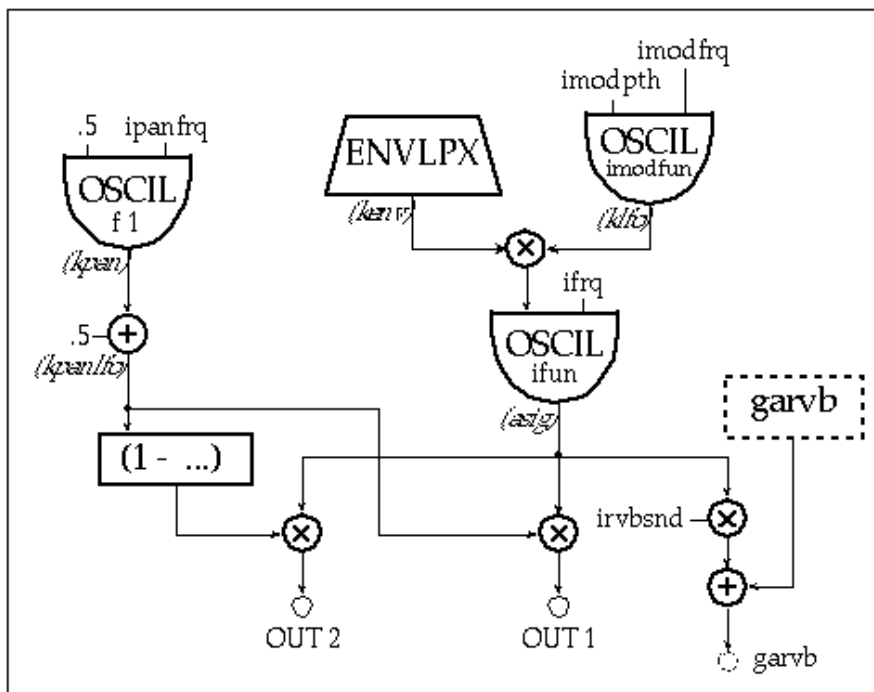 imodfrq
imodpth
.5 ipanfrq
OSCIL
f 1
ENVLPX
OSCIL
imodfun
(kpan)
(kenv)
(klfo)
×
ifrq
.5
+
(kpanlfo)
OSCIL
ifun
(asig)
garvb
(1 - ...)
irvbsnd
×
×
×
+
OUT 2
OUT 1
garvb